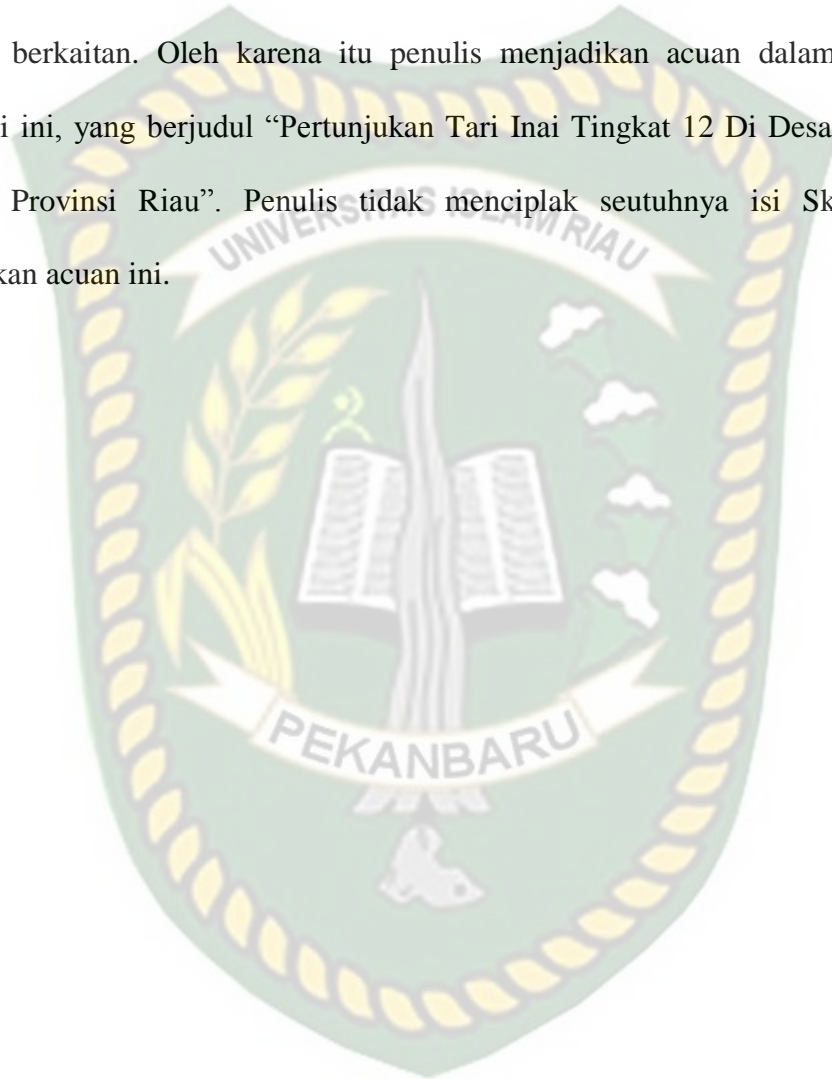 berkaitan. Oleh karena itu penulis menjadikan acuan dalam
i ini, yang berjudul “Pertunjukan Tari Inai Tingkat 12 Di Desa
Provinsi Riau”. Penulis tidak menciplak seutuhnya isi Sk
kan acuan ini.
UNIVERSITAS ISLAM RIAU
PEKANBARU